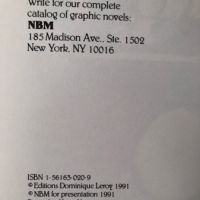 Write for our complete
catalog of graphic novels:
NBM
185 Madison Ave., Ste. 1502
New York, NY 10016
ISBN 1-56163-020-9
© Editions Dominique Leroy 1991
© NBM for presentation 1991